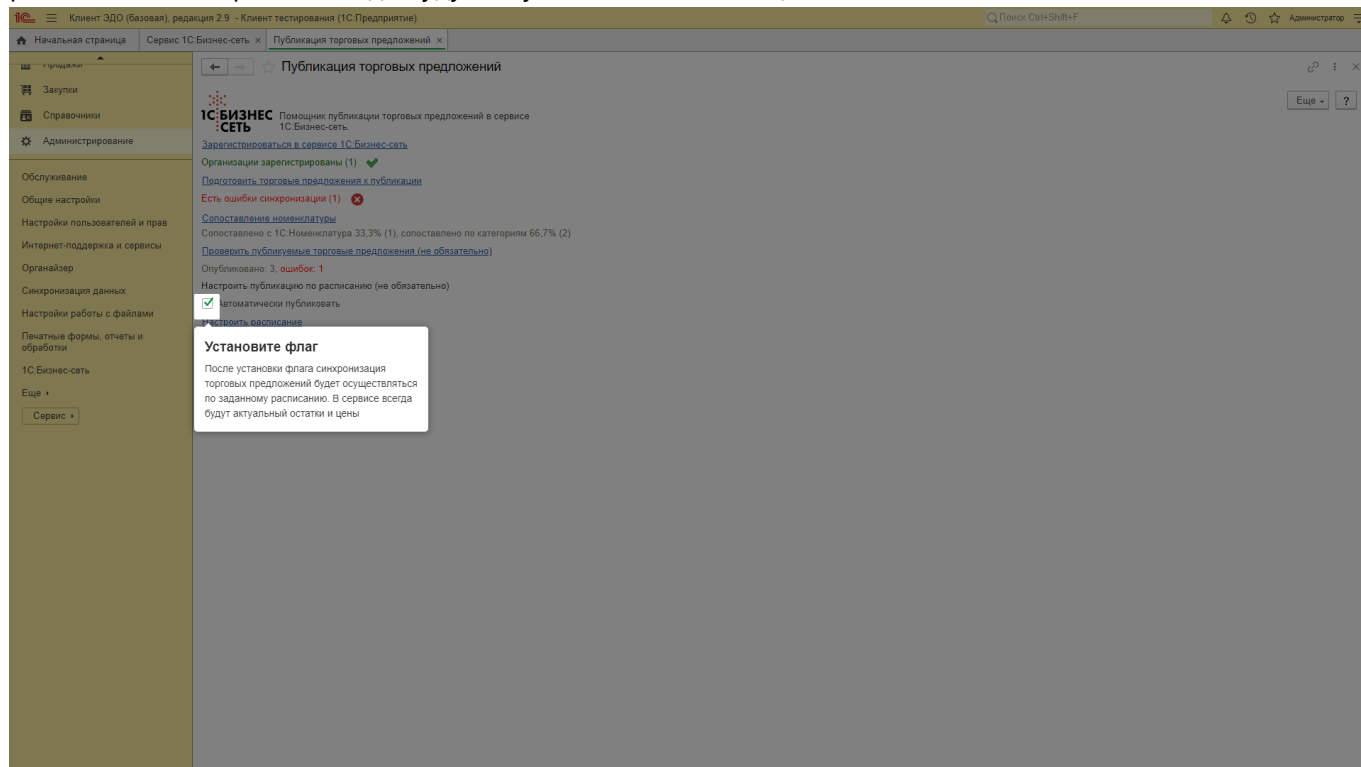 Клиент ЭДО (базовая), редакция 2.9 - Клиент тестирования (1С:Предприятие)
Поиск Ctrl+Shift+F
Администратор
Начальная страница
Сервис 1С:Бизнес-сеть ×
Публикация торговых предложений ×
Продажи
Закупки
Справочники
Администрирование
Обслуживание
Общие настройки
Настройки пользователей и прав
Интернет-поддержка и сервисы
Органайзер
Синхронизация данных
Настройки работы с файлами
Печатные формы, отчеты и
обработки
1С:Бизнес-сеть
Еще
Сервис
Публикация торговых предложений
Еще
?
1С:БИЗНЕС
СЕТЬ
Помощник публикации торговых предложений в сервисе
1С:Бизнес-сеть.
Зарегистрироваться в сервисе 1С:Бизнес-сеть
Организации зарегистрированы (1)
Подготовить торговые предложения к публикации
Есть ошибки синхронизации (1)
Сопоставление номенклатуры
Сопоставлено с 1С:Номенклатура 33,3% (1), сопоставлено по категориям 66,7% (2)
Проверить публикуемые торговые предложения (не обязательно)
Опубликовано: 3, ошибок: 1
Настроить публикацию по расписанию (не обязательно)
Автоматически публиковать
Настроить расписание
Установите флаг
После установки флага синхронизация
торговых предложений будет осуществляться
по заданному расписанию. В сервисе всегда
будут актуальный остатки и цены